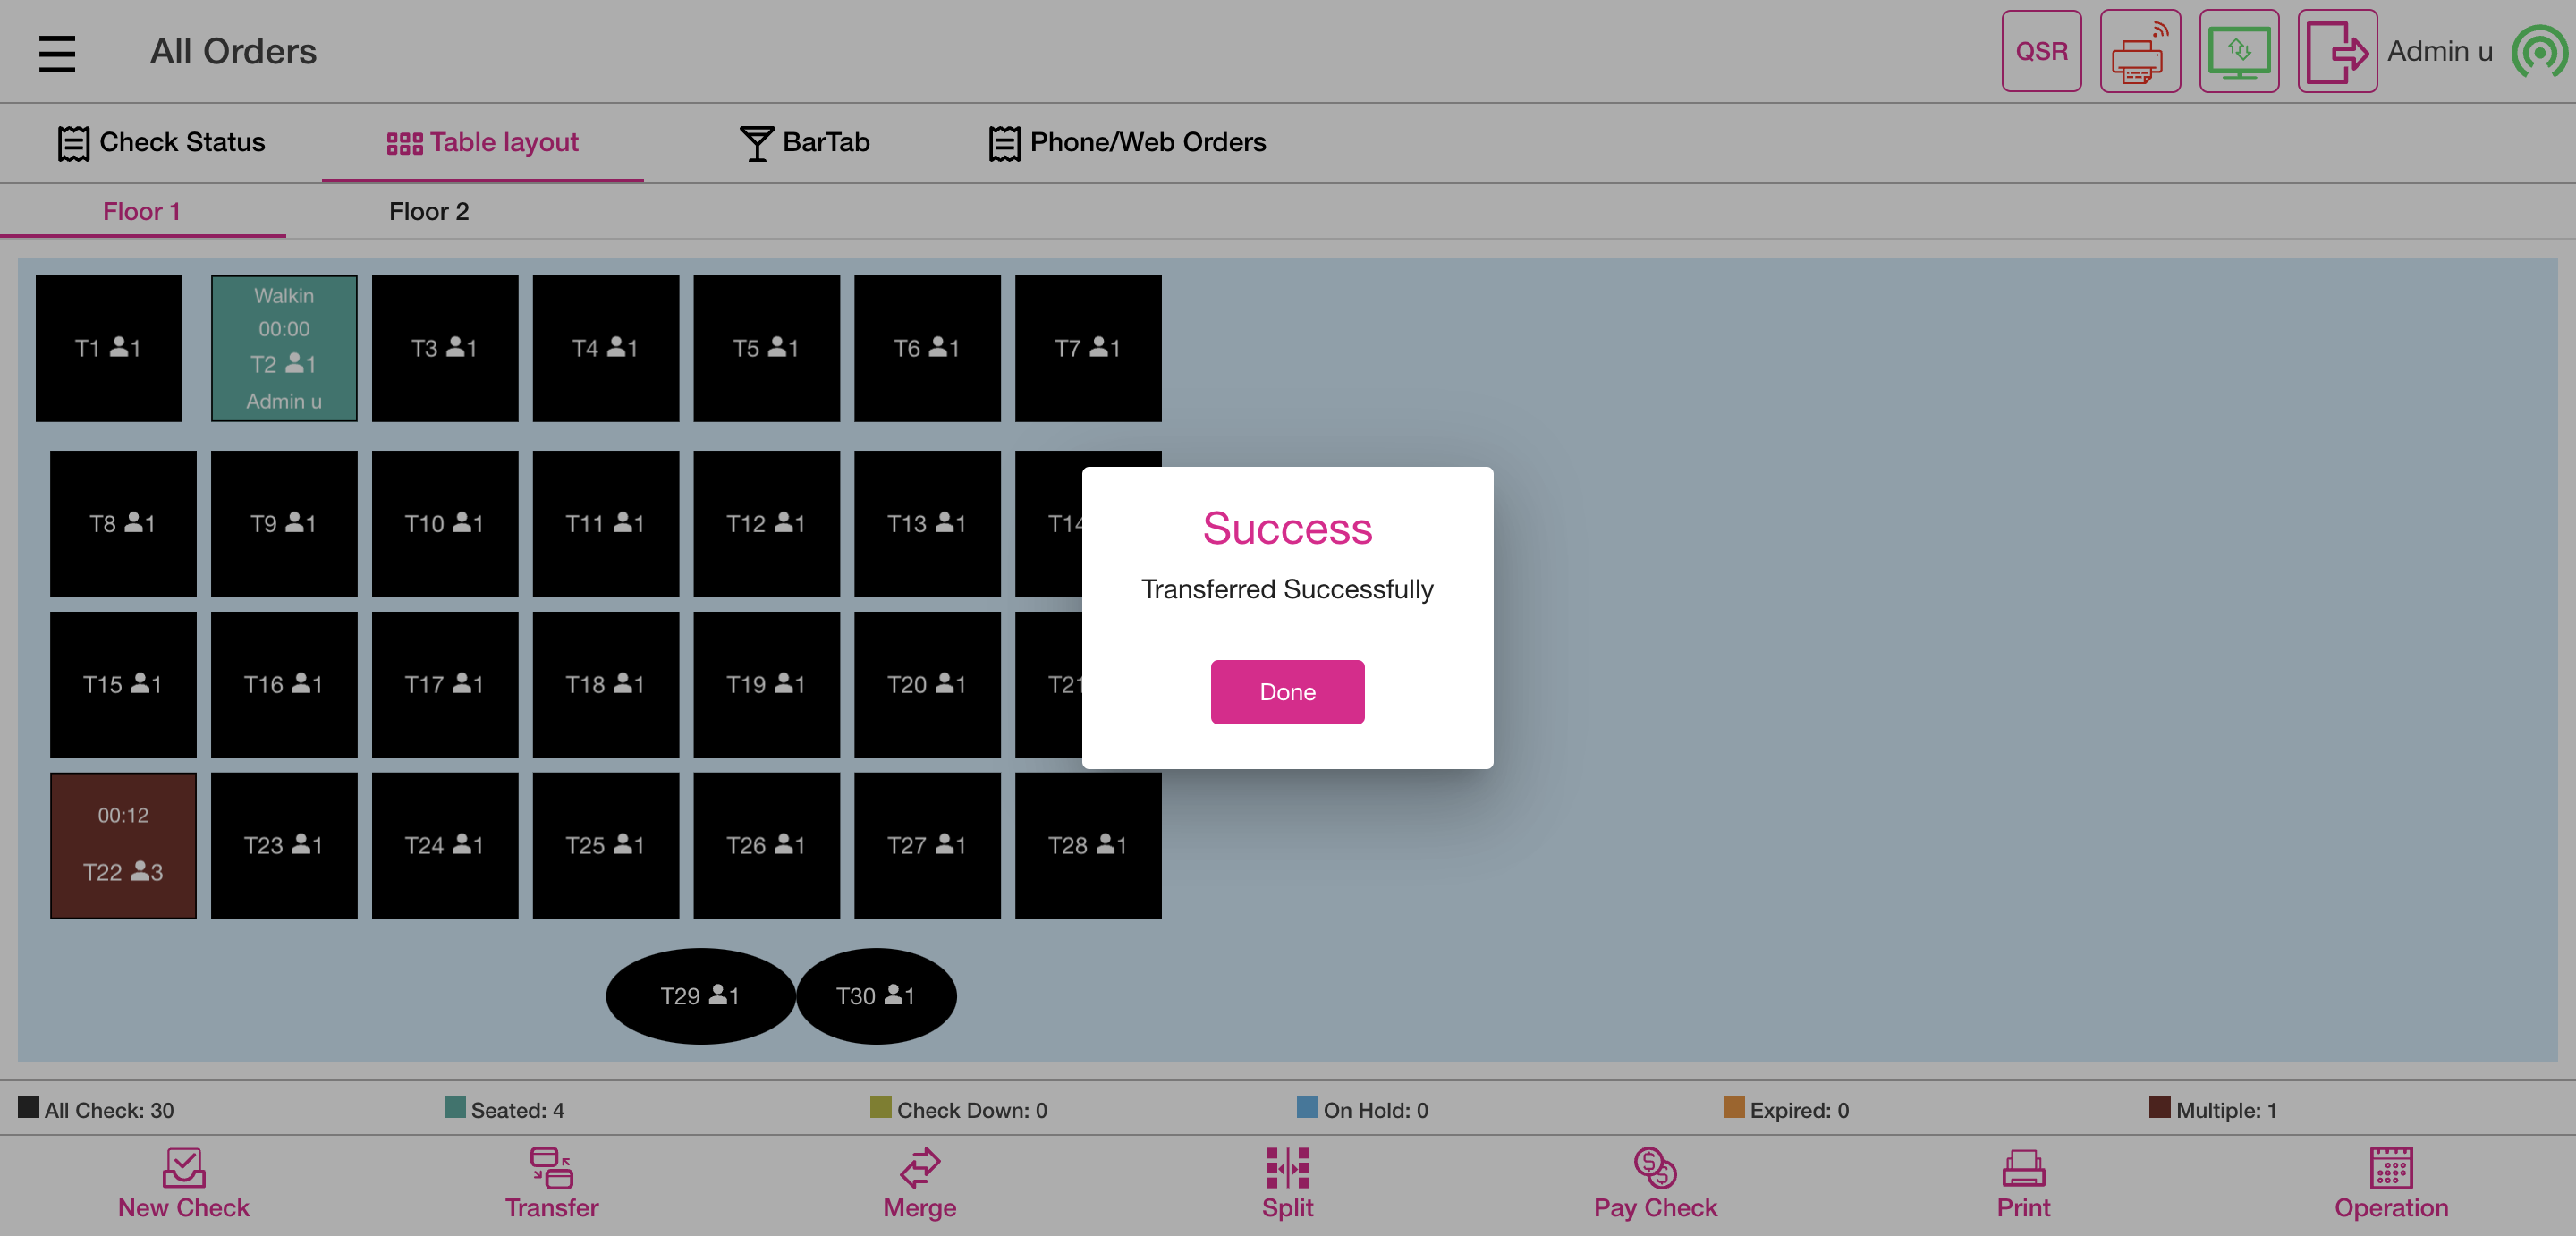 All Orders
QSR
Admin u
Check Status
Table layout
BarTab
Phone/Web Orders
Floor 1
Floor 2
T1 1
Walkin
00:00
T2 1
Admin u
T3 1
T4 1
T5 1
T6 1
T7 1
T8 1
T9 1
T10 1
T11 1
T12 1
T13 1
T14
Success
Transferred Successfully
Done
T15 1
T16 1
T17 1
T18 1
T19 1
T20 1
T21
00:12
T22 3
T23 1
T24 1
T25 1
T26 1
T27 1
T28 1
T29 1
T30 1
All Check: 30
Seated: 4
Check Down: 0
On Hold: 0
Expired: 0
Multiple: 1
New Check
Transfer
Merge
Split
Pay Check
Print
Operation